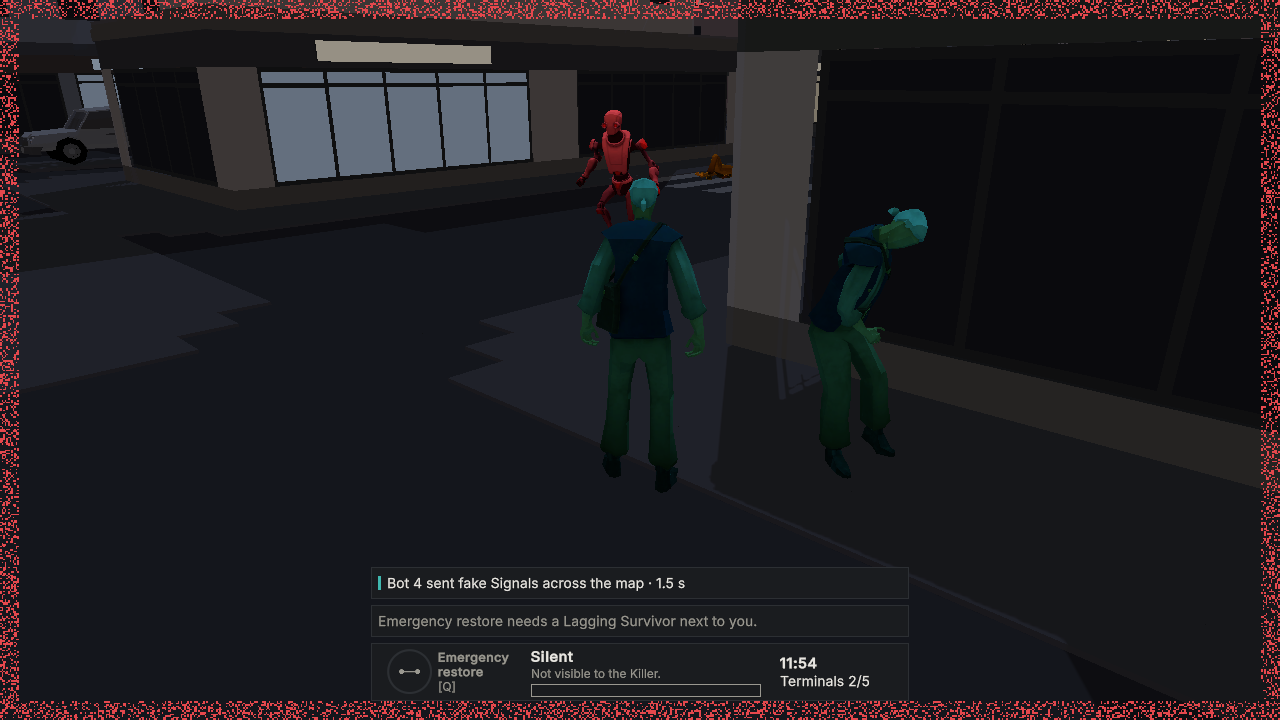 Bot 4 sent fake Signals across the map · 1.5 s
Emergency restore needs a Lagging Survivor next to you.
Emergency
restore
[Q]
Silent
Not visible to the Killer.
11:54
Terminals 2/5